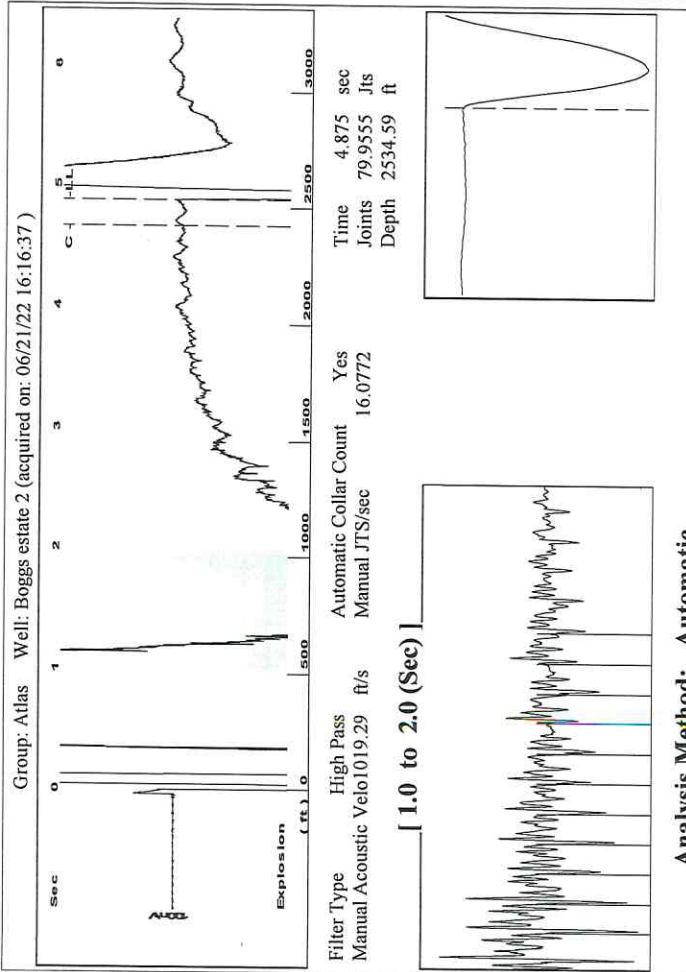 Group: Atlas Well: Boggs estate 2 (acquired on: 06/21/22 16:16:37 )
Sec 0 1 2 3 4 5 6
C LL
Explosion
(ft) 0 500 1000 1500 2000 2500 3000
Filter Type High Pass Automatic Collar Count Yes Time 4.875 sec
Manual Acoustic Velo1019.29 ft/s Manual JTS/sec 16.0772 Joints 79.9555 Jts
Depth 2534.59 ft
[ 1.0 to 2.0 (Sec) ]
Analysis Method: Automatic